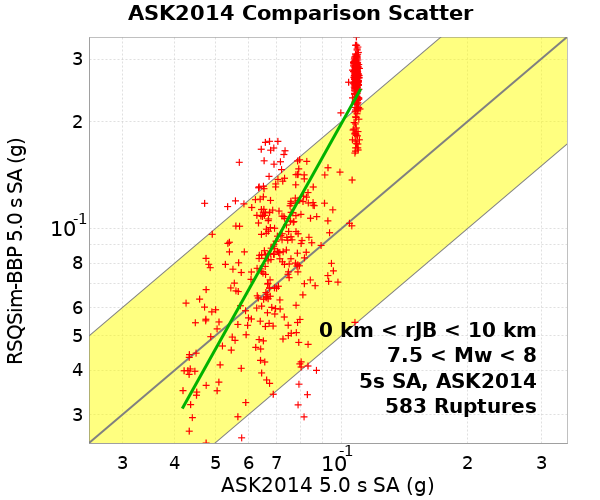 ASK2014 Comparison Scatter
RSQSim-BBP 5.0 s SA (g)
3
2
10-1
8
6
5
4
3
0 km < rJB < 10 km
7.5 < Mw < 8
5s SA, ASK2014
583 Ruptures
3 4 5 6 7 10-1 2 3
ASK2014 5.0 s SA (g)